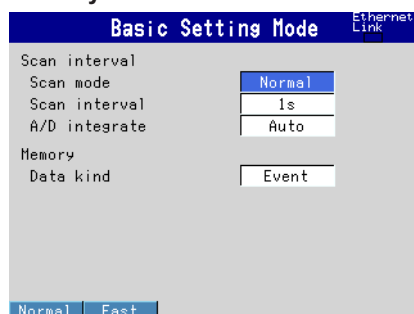 Basic Setting Mode
Ethernet
Link
Scan interval
Scan mode Normal
Scan interval 1s
A/D integrate Auto
Memory
Data kind Event
Normal Fast